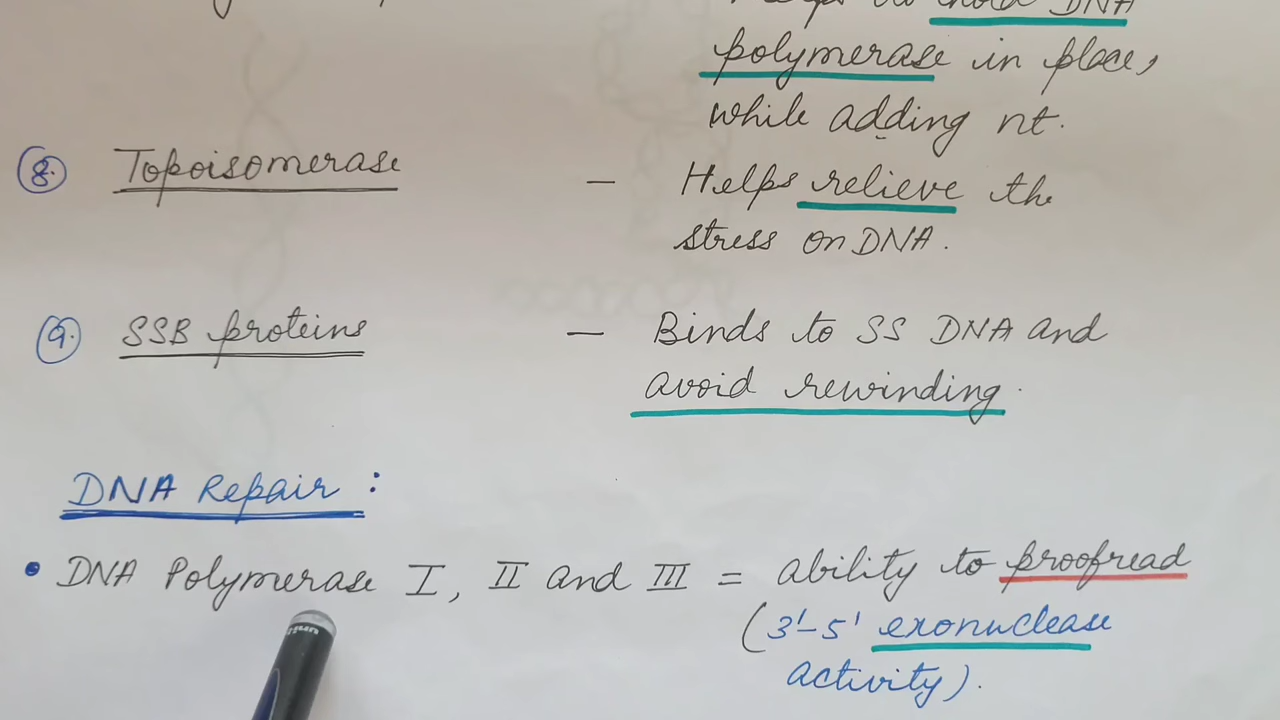 hold DNA
polymerase in place,
while adding nt.
8. Topoisomerase – Helps relieve the
stress on DNA.
9. SSB proteins – Binds to SS DNA and
avoid rewinding.
DNA Repair :
• DNA Polymerase I, II and III = ability to proofread
(3'-5' exonuclease
activity).